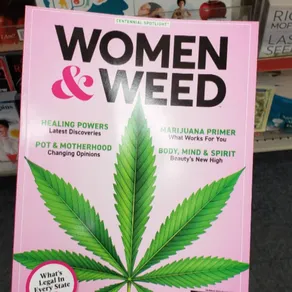 CENTENNIAL SPOTLIGHT
WOMEN
& WEED
HEALING POWERS
Latest Discoveries
MARIJUANA PRIMER
What Works For You
POT & MOTHERHOOD
Changing Opinions
BODY, MIND & SPIRIT
Beauty's New High
What's
Legal In
Every State